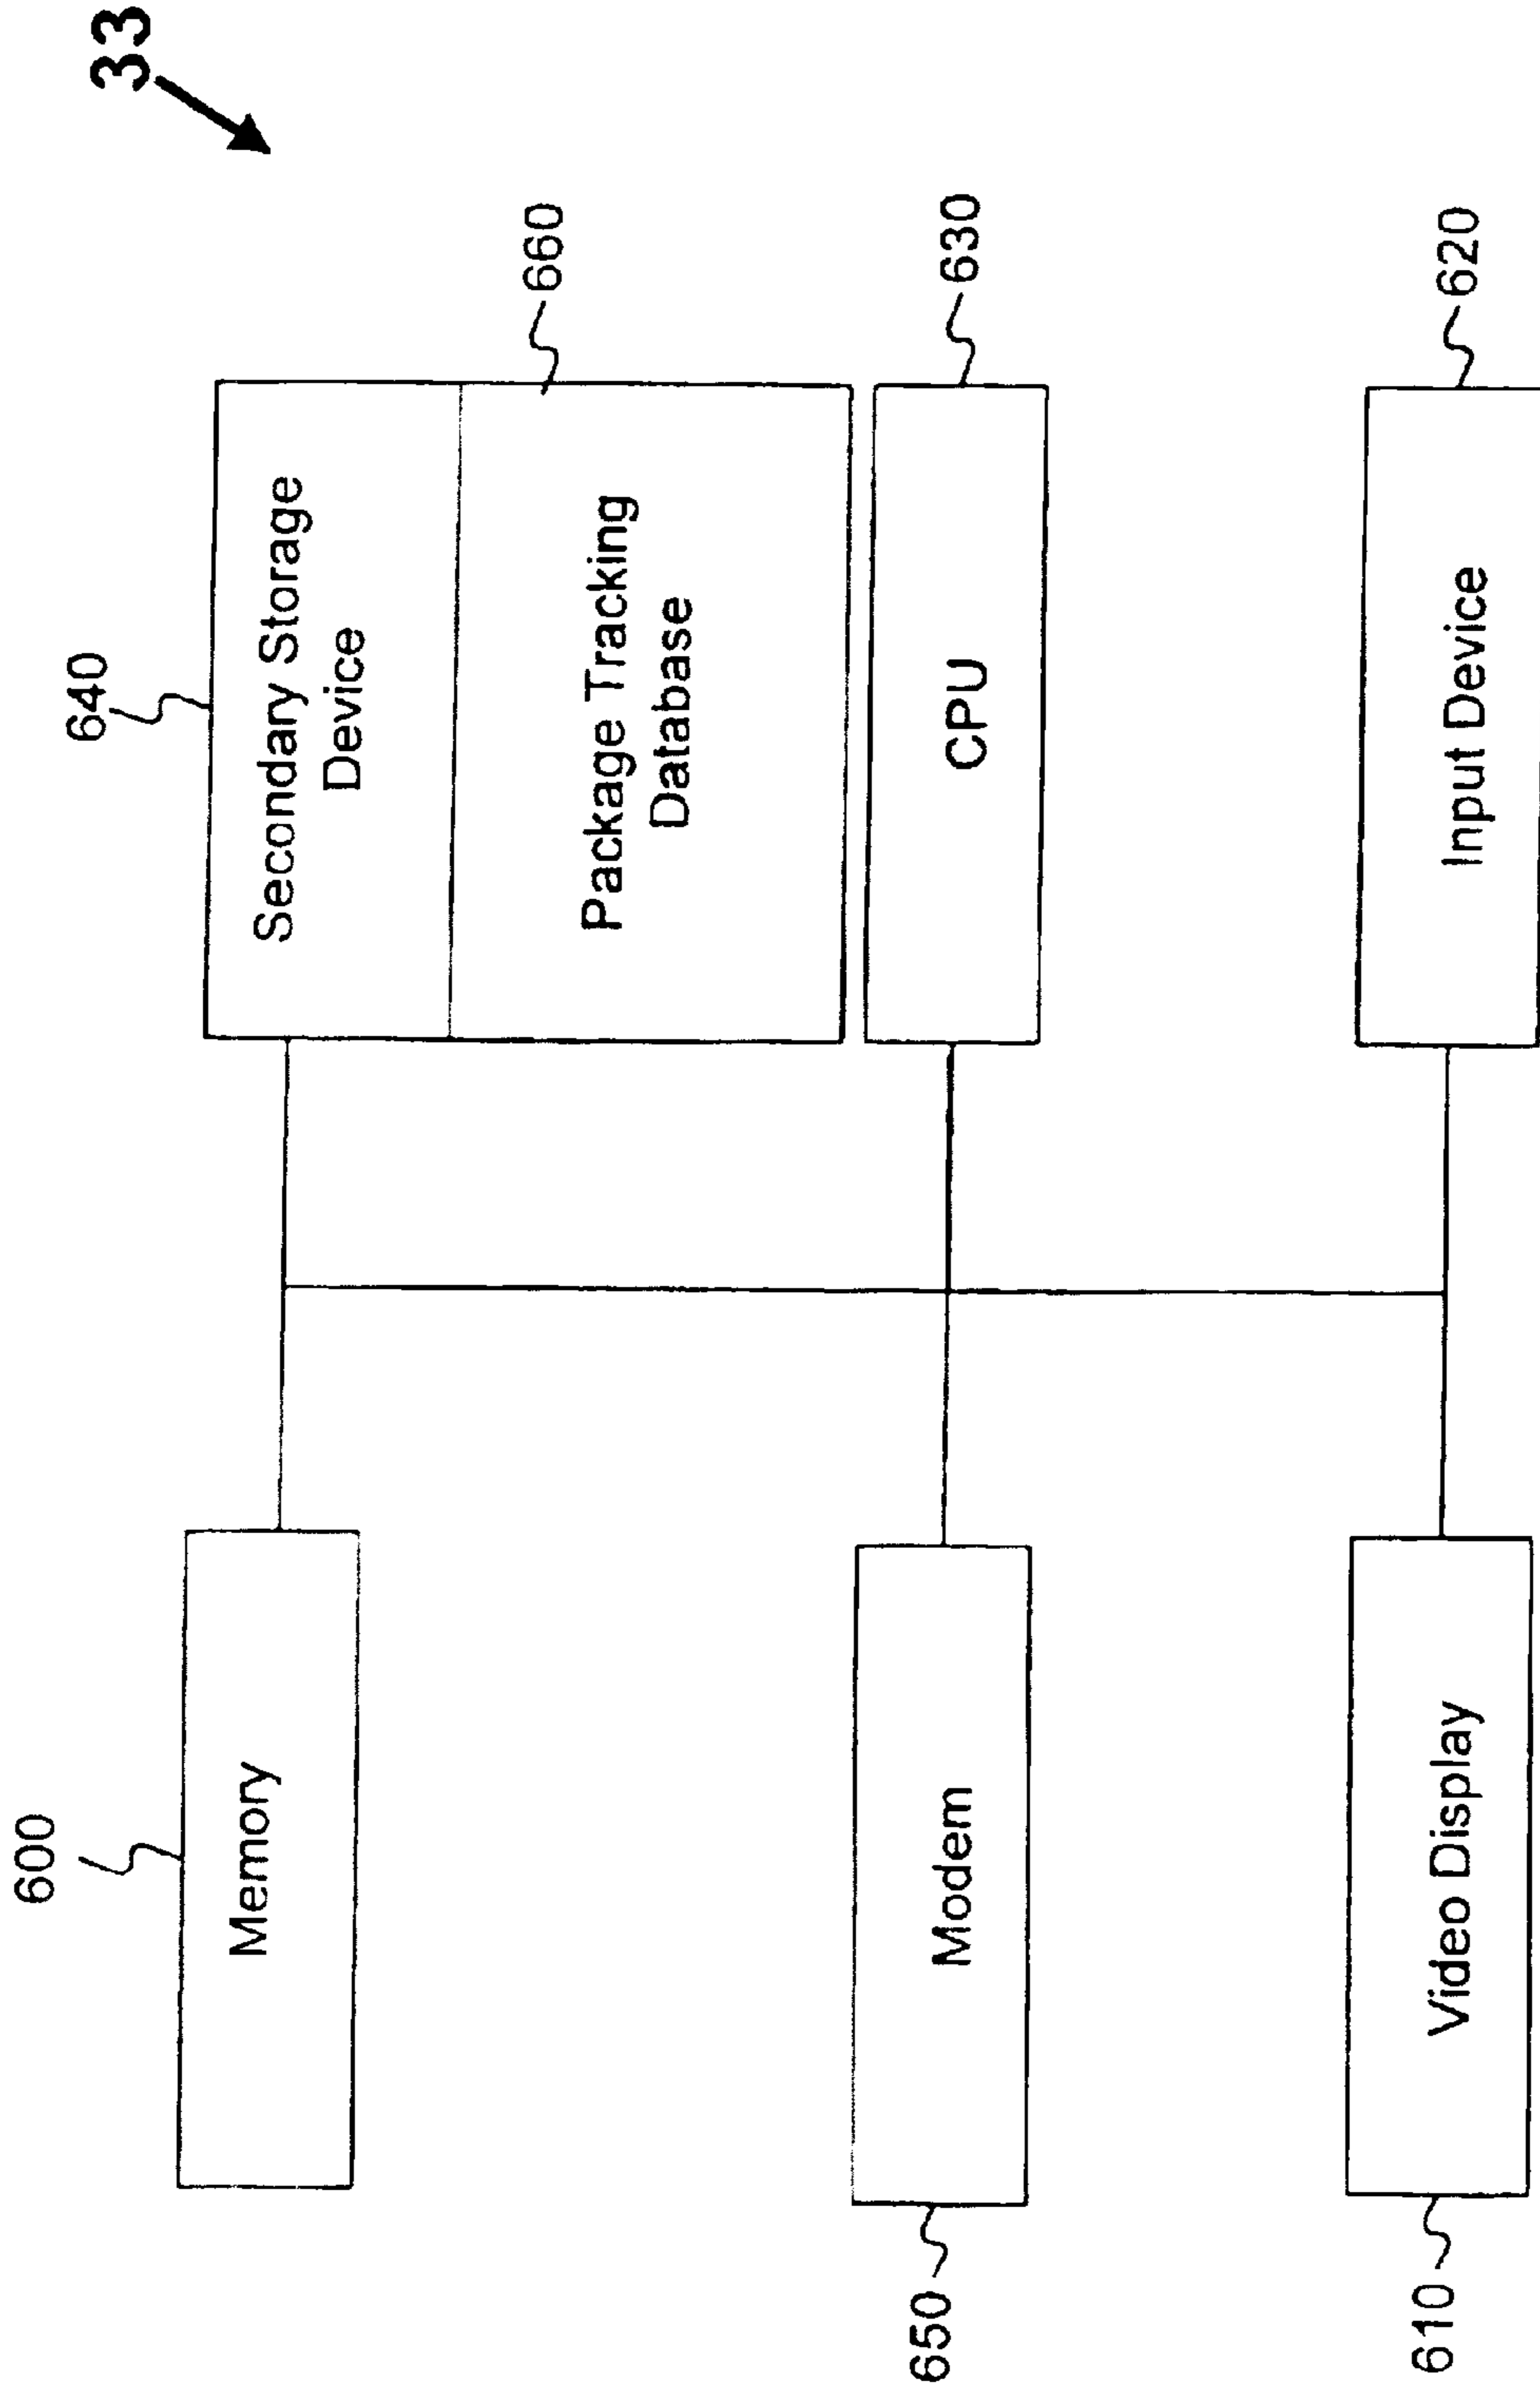 33
600
Memory
640
Secondary Storage
Device
660
Package Tracking
Database
650
Modem
CPU
630
610
Video Display
Input Device
620